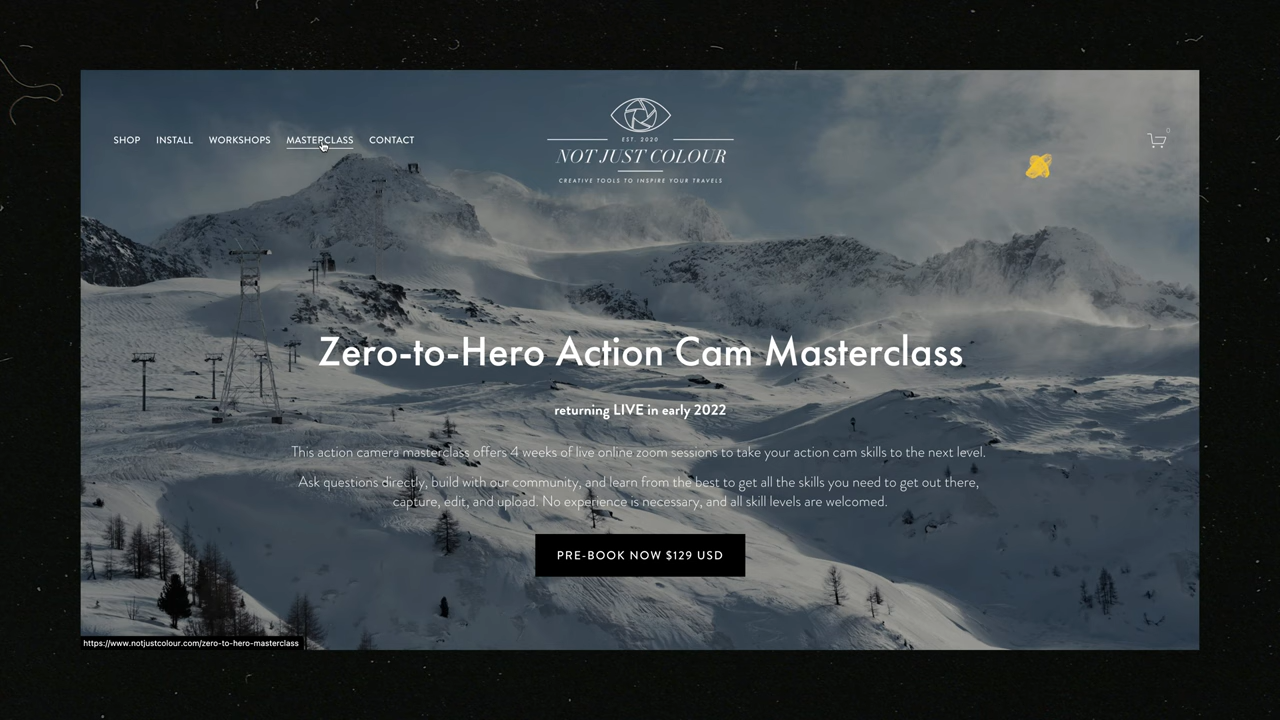 SHOP INSTALL WORKSHOPS MASTERCLASS CONTACT
EST. 2020
NOT JUST COLOUR
CREATIVE TOOLS TO INSPIRE YOUR TRAVELS
0
Zero-to-Hero Action Cam Masterclass
returning LIVE in early 2022
This action camera masterclass offers 4 weeks of live online zoom sessions to take your action cam skills to the next level.
Ask questions directly, build with our community, and learn from the best to get all the skills you need to get out there,
capture, edit, and upload. No experience is necessary, and all skill levels are welcomed.
PRE-BOOK NOW $129 USD
https://www.notjustcolour.com/zero-to-hero-masterclass